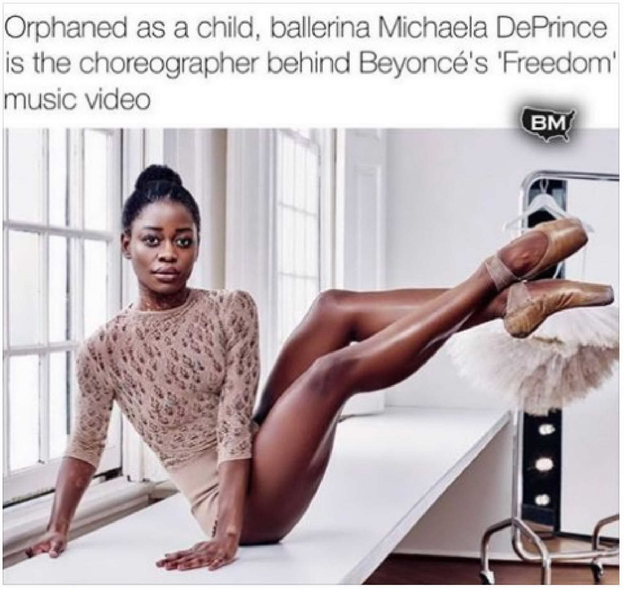 Orphaned as a child, ballerina Michaela DePrince
is the choreographer behind Beyoncé's 'Freedom'
music video
BM